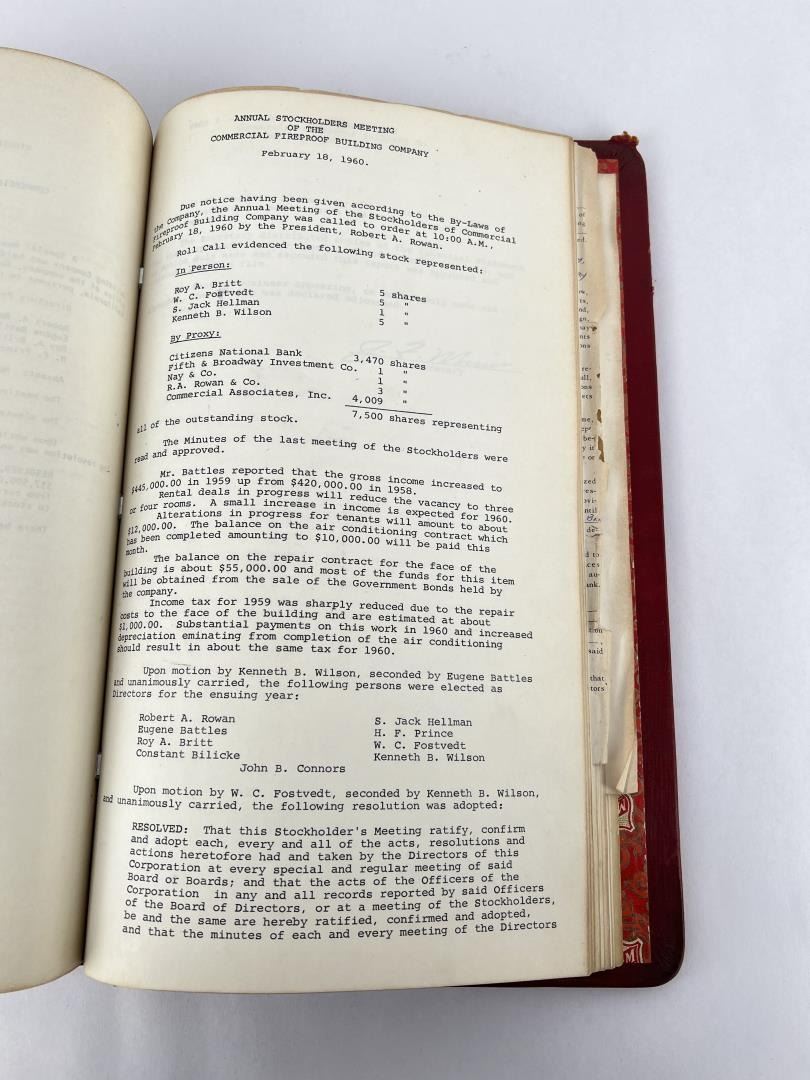 ANNUAL STOCKHOLDERS MEETING
OF THE
COMMERCIAL FIREPROOF BUILDING COMPANY
February 18, 1960.
Due notice having been given according to the By-Laws of
the Company, the Annual Meeting of the Stockholders of Commercial
Fireproof Building Company was called to order at 10:00 A.M.,
February 18, 1960 by the President, Robert A. Rowan.
Roll Call evidenced the following stock represented:
In Person:
Roy A. Britt 5 shares
W. C. Fostvedt 5 "
S. Jack Hellman 1 "
Kenneth B. Wilson 5 "
By Proxy:
Citizens National Bank 3,470 shares
Fifth & Broadway Investment Co. 1 "
Nay & Co. 1 "
R.A. Rowan & Co. 3 "
Commercial Associates, Inc. 4,009 "
7,500 shares representing
all of the outstanding stock.
The Minutes of the last meeting of the Stockholders were
read and approved.
Mr. Battles reported that the gross income increased to
$445,000.00 in 1959 up from $420,000.00 in 1958.
Rental deals in progress will reduce the vacancy to three
or four rooms. A small increase in income is expected for 1960.
Alterations in progress for tenants will amount to about
$12,000.00. The balance on the air conditioning contract which
has been completed amounting to $10,000.00 will be paid this
month.
The balance on the repair contract for the face of the
building is about $55,000.00 and most of the funds for this item
will be obtained from the sale of the Government Bonds held by
the company.
Income tax for 1959 was sharply reduced due to the repair
costs to the face of the building and are estimated at about
$1,000.00. Substantial payments on this work in 1960 and increased
depreciation eminating from completion of the air conditioning
should result in about the same tax for 1960.
Upon motion by Kenneth B. Wilson, seconded by Eugene Battles
and unanimously carried, the following persons were elected as
Directors for the ensuing year:
Robert A. Rowan S. Jack Hellman
Eugene Battles H. F. Prince
Roy A. Britt W. C. Fostvedt
Constant Bilicke Kenneth B. Wilson
John B. Connors
Upon motion by W. C. Fostvedt, seconded by Kenneth B. Wilson,
and unanimously carried, the following resolution was adopted:
RESOLVED: That this Stockholder's Meeting ratify, confirm
and adopt each, every and all of the acts, resolutions and
actions heretofore had and taken by the Directors of this
Corporation at every special and regular meeting of said
Board or Boards; and that the acts of the Officers of the
Corporation in any and all records reported by said Officers
of the Board of Directors, or at a meeting of the Stockholders,
be and the same are hereby ratified, confirmed and adopted,
and that the minutes of each and every meeting of the Directors